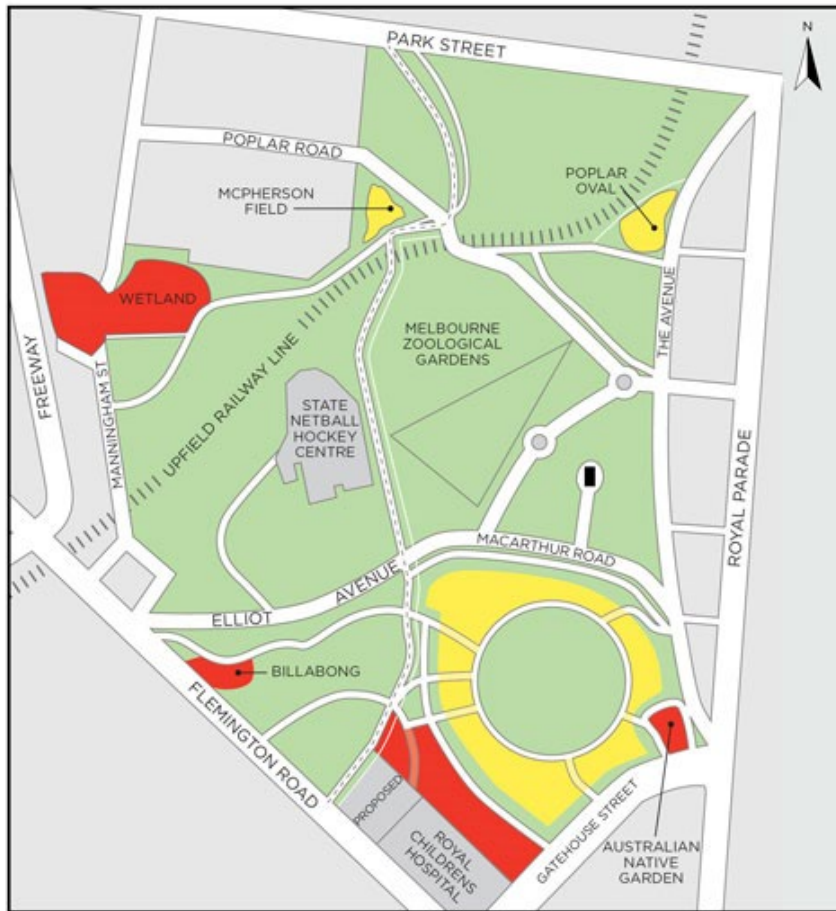 N
PARK STREET
POPLAR ROAD
MCPHERSON
FIELD
POPLAR
OVAL
WETLAND
THE AVENUE
MELBOURNE
ZOOLOGICAL
GARDENS
UPFIELD RAILWAY LINE
FREEWAY
MANNINGHAM ST
STATE
NETBALL
HOCKEY
CENTRE
ROYAL PARADE
MACARTHUR ROAD
ELLIOT AVENUE
BILLABONG
FLEMINGTON ROAD
PROPOSED
ROYAL
CHILDRENS
HOSPITAL
GATEHOUSE STREET
AUSTRALIAN
NATIVE
GARDEN